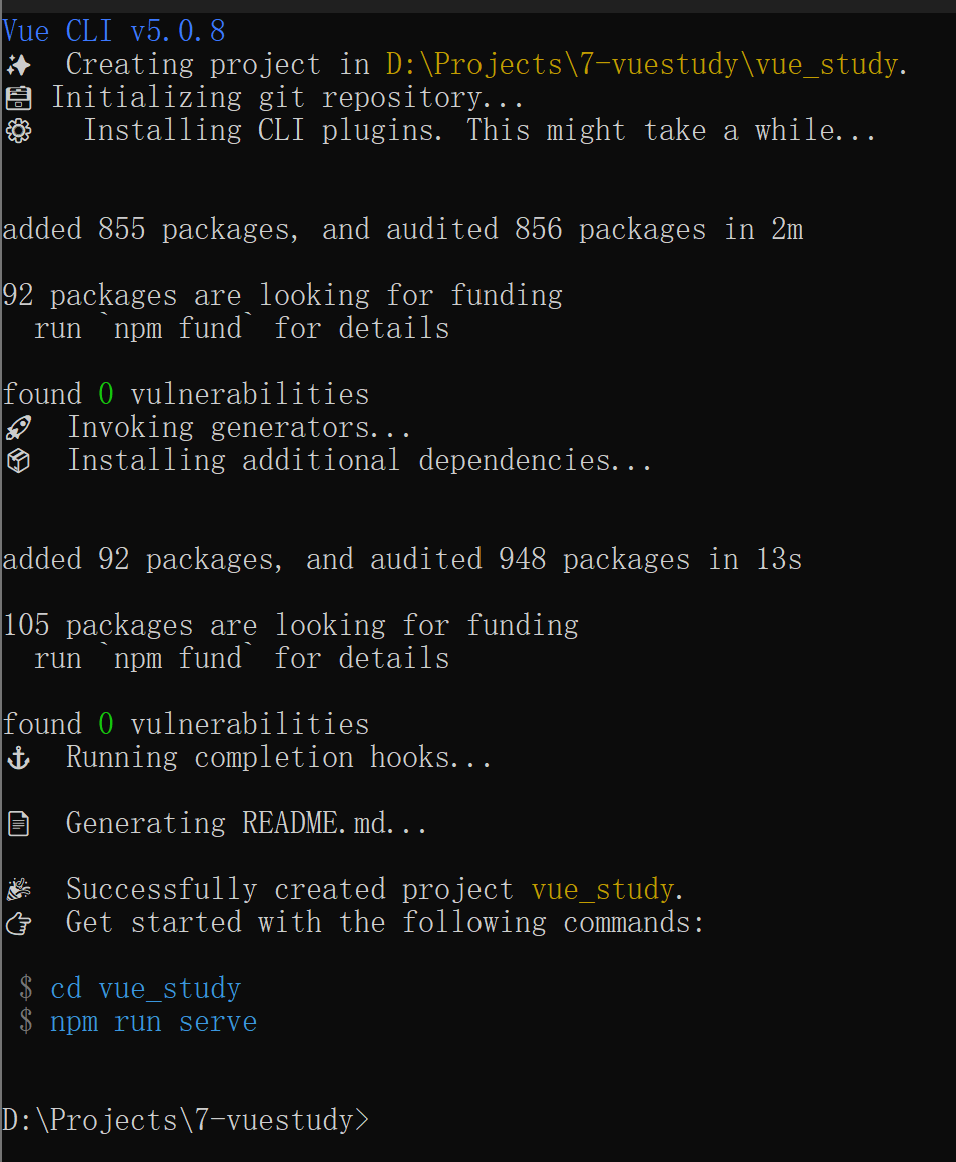 Vue CLI v5.0.8
Creating project in D:\Projects\7-vuestudy\vue_study.
Initializing git repository...
Installing CLI plugins. This might take a while...
added 855 packages, and audited 856 packages in 2m
92 packages are looking for funding
run `npm fund` for details
found 0 vulnerabilities
Invoking generators...
Installing additional dependencies...
added 92 packages, and audited 948 packages in 13s
105 packages are looking for funding
run `npm fund` for details
found 0 vulnerabilities
Running completion hooks...
Generating README.md...
Successfully created project vue_study.
Get started with the following commands:
$ cd vue_study
$ npm run serve
D:\Projects\7-vuestudy>